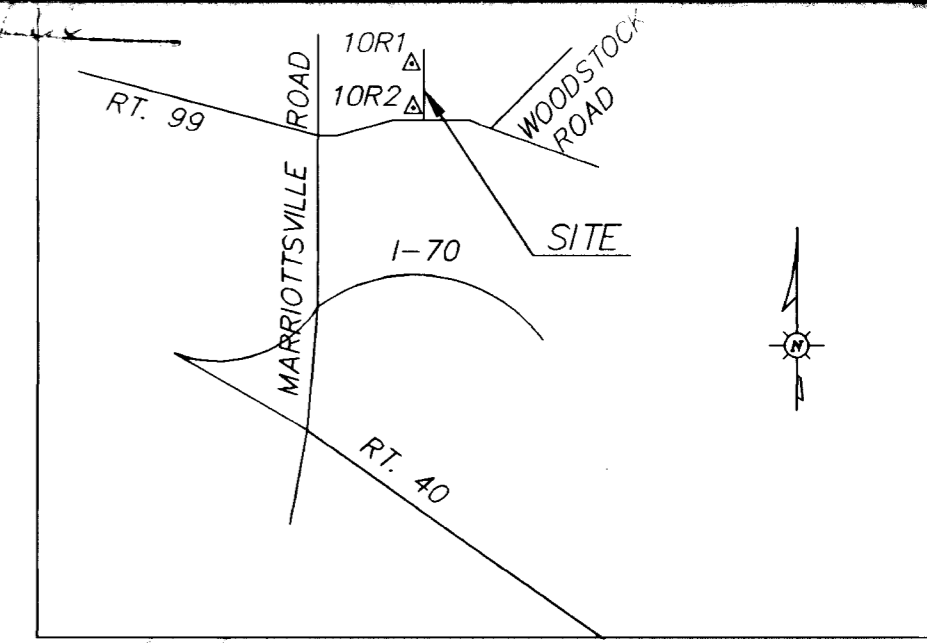 10R1
RT. 99
ROAD
10R2
WOODSTOCK
ROAD
MARRIOTTSVILLE
SITE
I-70
N
RT. 40